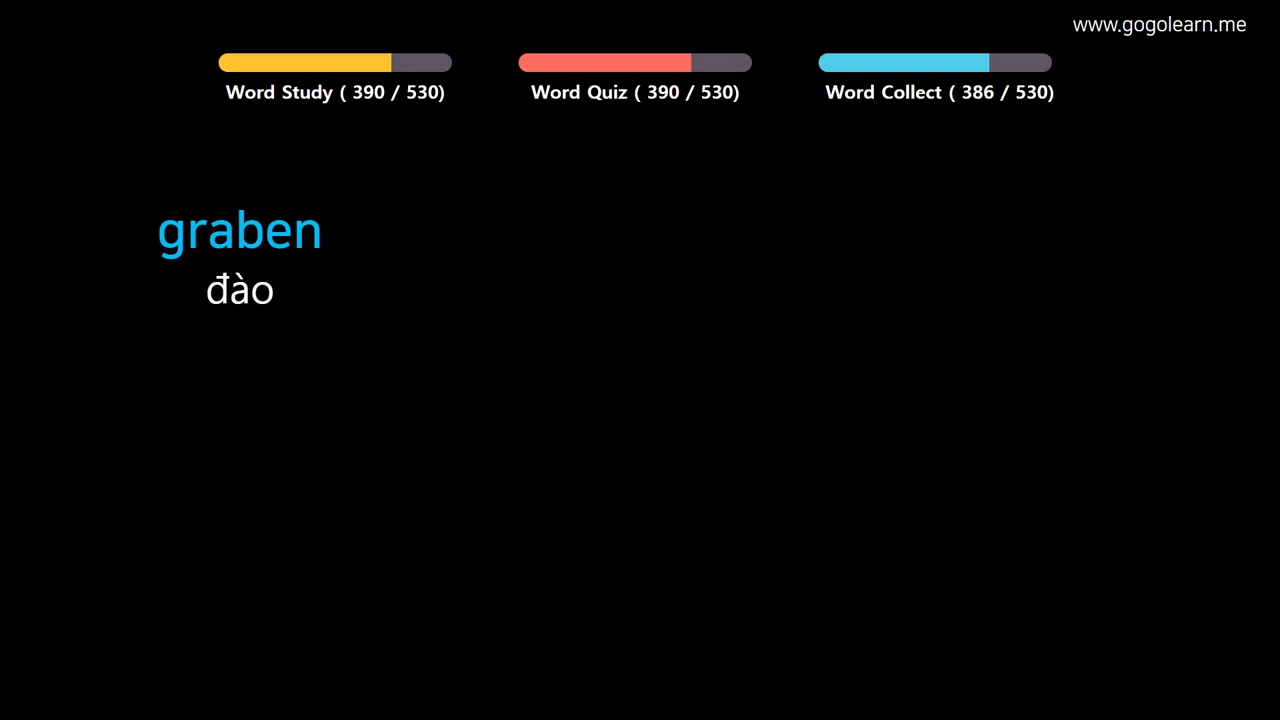 www.gogolearn.me
Word Study ( 390 / 530)
Word Quiz ( 390 / 530)
Word Collect ( 386 / 530)
graben
đào